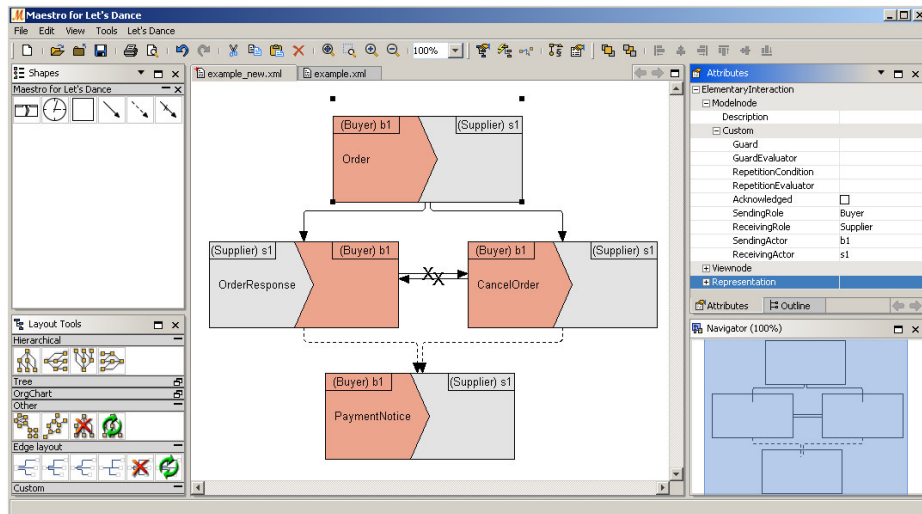 Maestro for Let's Dance
File Edit View Tools Let's Dance
100%
Shapes
Maestro for Let's Dance
example_new.xml
example.xml
(Buyer) b1
(Supplier) s1
Order
(Supplier) s1
(Buyer) b1
OrderResponse
X
X
(Buyer) b1
(Supplier) s1
CancelOrder
(Buyer) b1
(Supplier) s1
PaymentNotice
Layout Tools
Hierarchical
Tree
OrgChart
Other
Edge layout
Custom
Attributes
ElementaryInteraction
Modelnode
Description
Custom
Guard
GuardEvaluator
RepetitionCondition
RepetitionEvaluator
Acknowledged
SendingRole Buyer
ReceivingRole Supplier
SendingActor b1
ReceivingActor s1
Viewnode
Representation
Attributes
Outline
Navigator (100%)